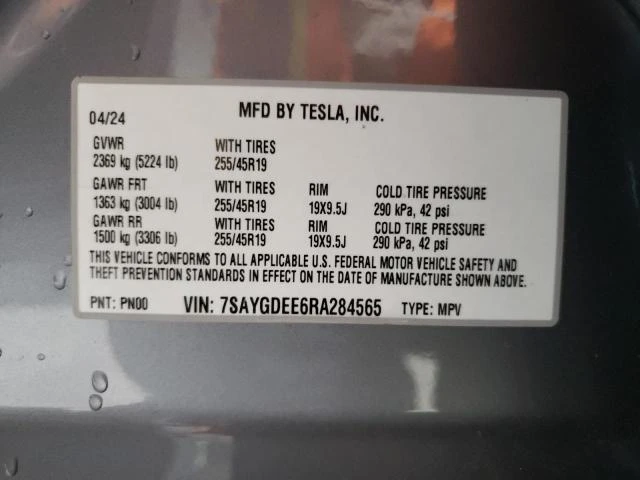 04/24 MFD BY TESLA, INC.
GVWR WITH TIRES
2369 kg (5224 lb) 255/45R19
GAWR FRT WITH TIRES RIM COLD TIRE PRESSURE
1363 kg (3004 lb) 255/45R19 19X9.5J 290 kPa, 42 psi
GAWR RR WITH TIRES RIM COLD TIRE PRESSURE
1500 kg (3306 lb) 255/45R19 19X9.5J 290 kPa, 42 psi
THIS VEHICLE CONFORMS TO ALL APPLICABLE U.S. FEDERAL MOTOR VEHICLE SAFETY AND
THEFT PREVENTION STANDARDS IN EFFECT ON THE DATE OF MANUFACTURE SHOWN ABOVE.
PNT: PN00 VIN: 7SAYGDEE6RA284565 TYPE: MPV